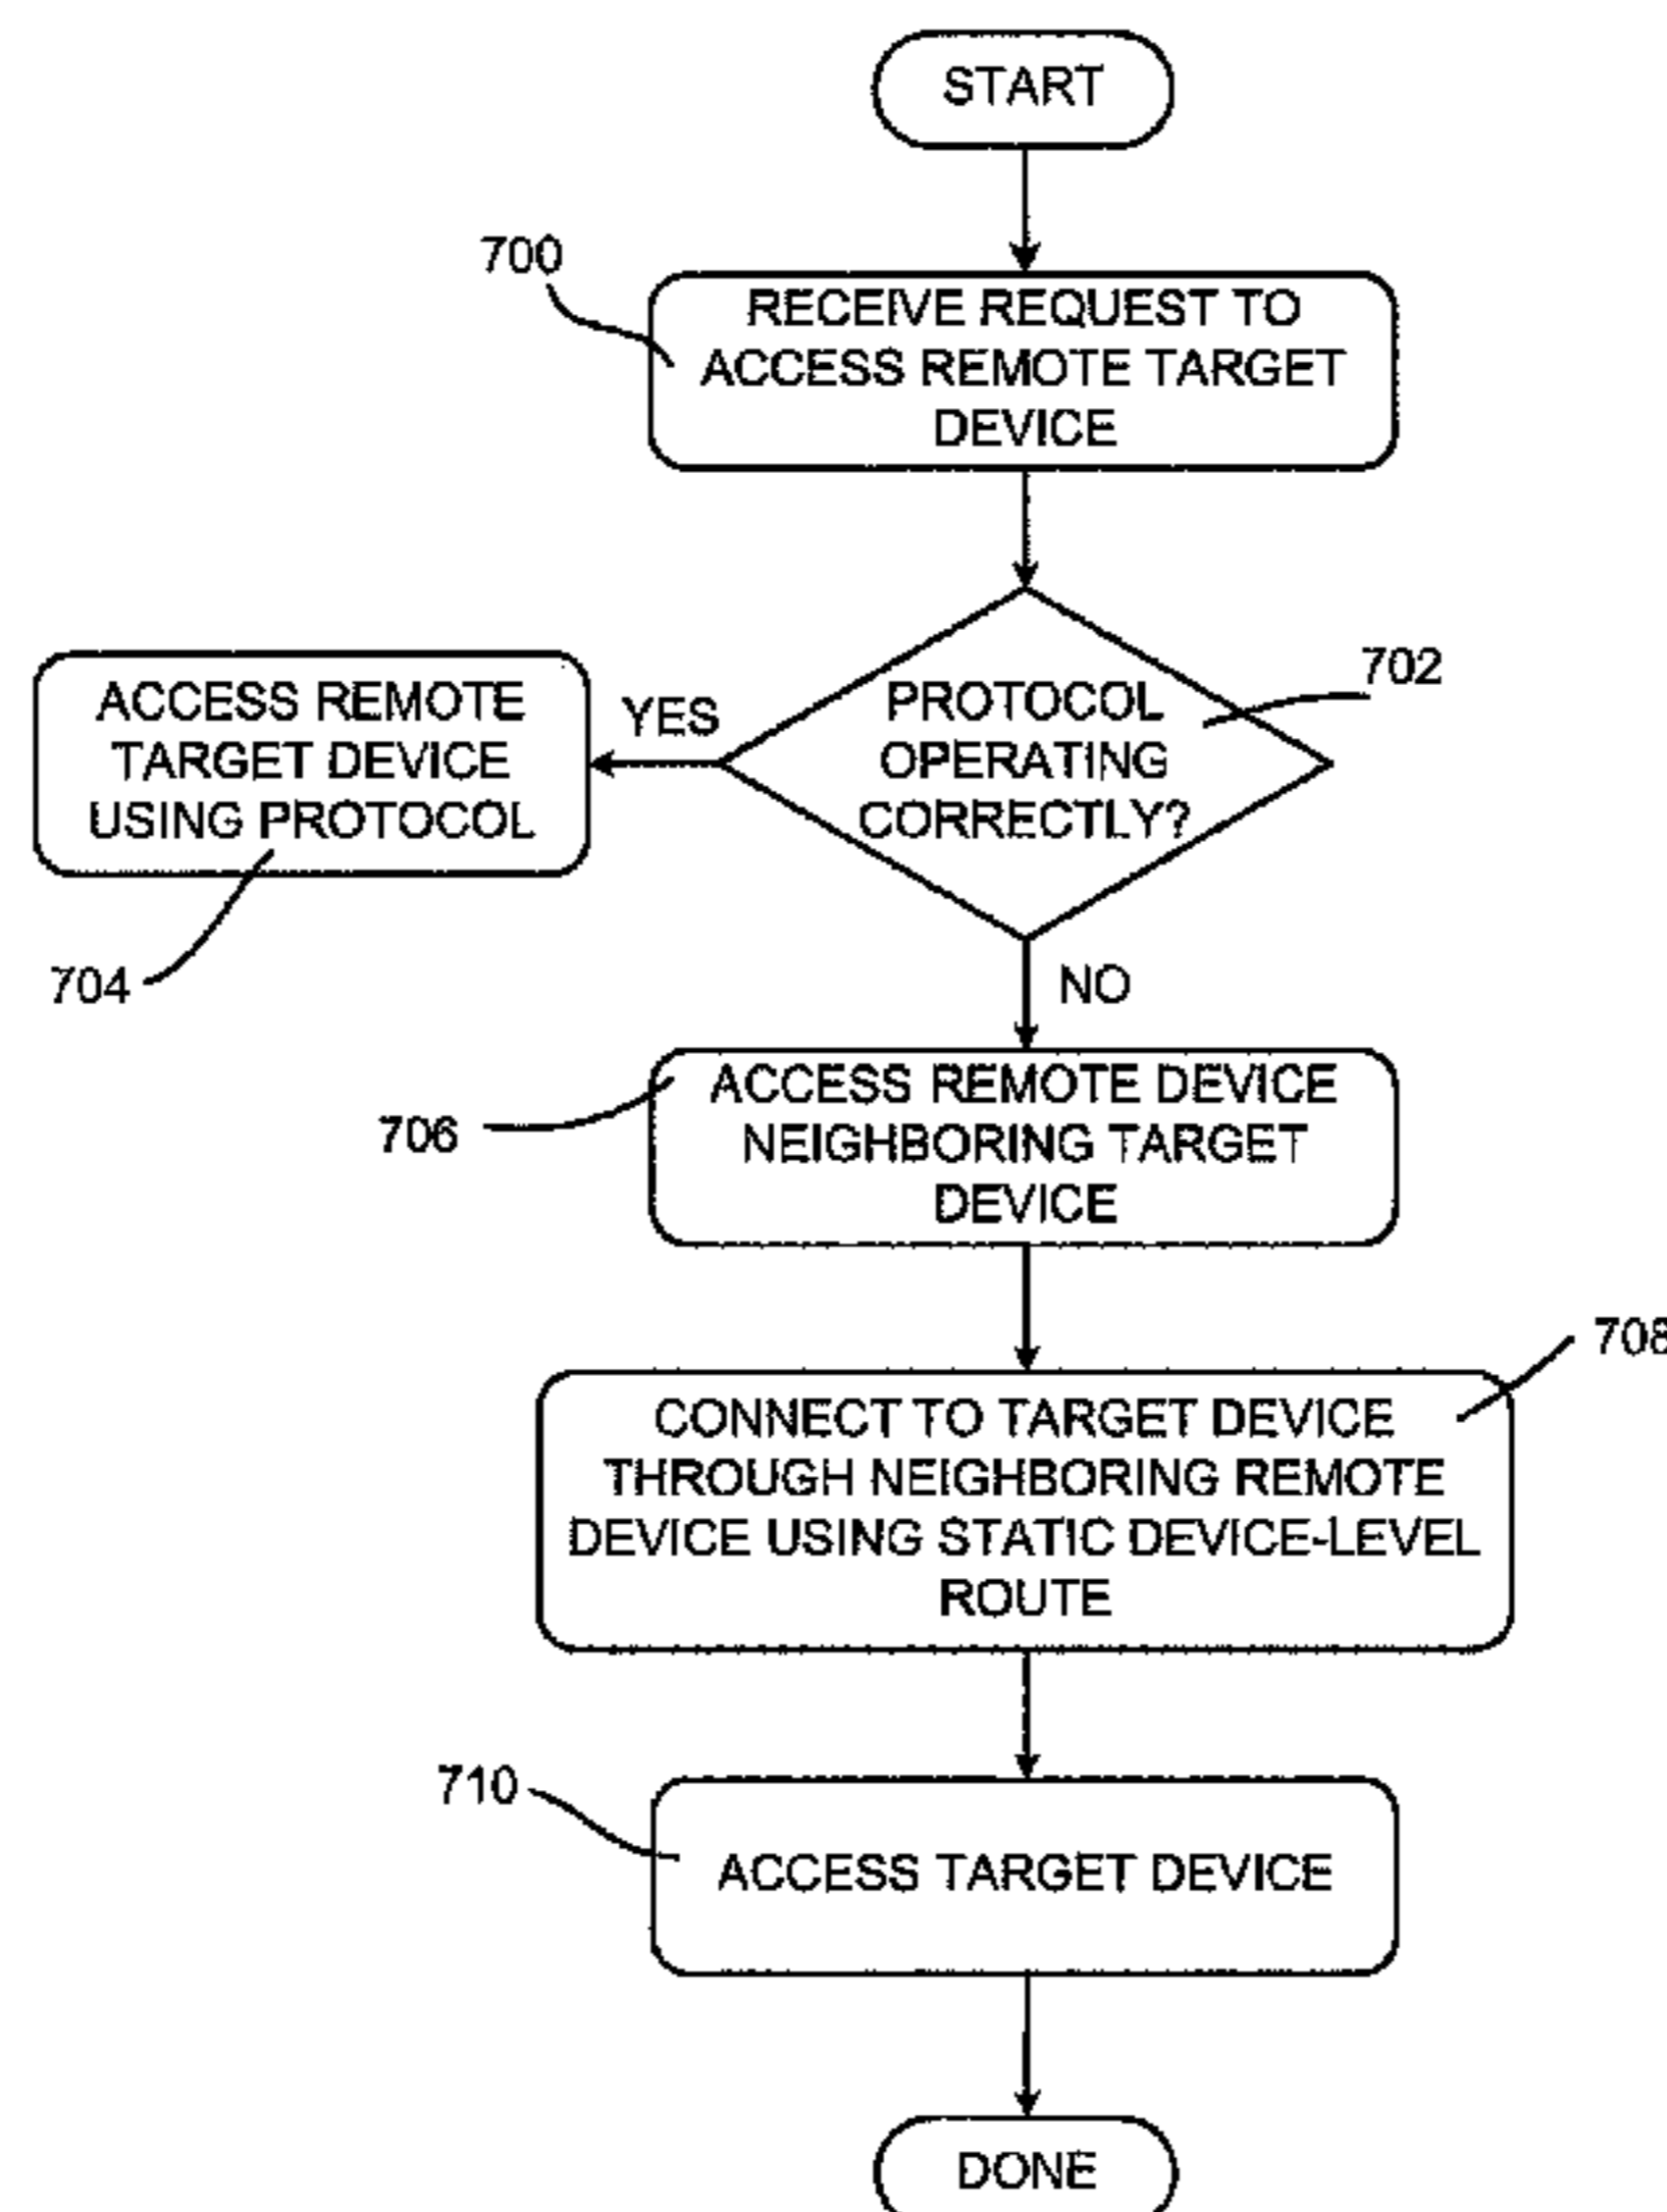 START
700
RECEIVE REQUEST TO
ACCESS REMOTE TARGET
DEVICE
702
PROTOCOL
OPERATING
CORRECTLY?
YES
ACCESS REMOTE
TARGET DEVICE
USING PROTOCOL
704
NO
706
ACCESS REMOTE DEVICE
NEIGHBORING TARGET
DEVICE
708
CONNECT TO TARGET DEVICE
THROUGH NEIGHBORING REMOTE
DEVICE USING STATIC DEVICE-LEVEL
ROUTE
710
ACCESS TARGET DEVICE
DONE